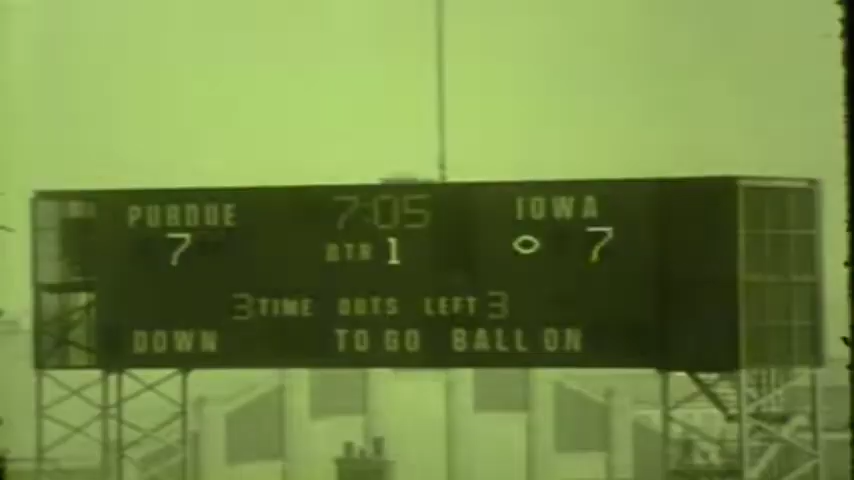 PURDUE 7:05 IOWA
7 QTR 1 7
3 TIME OUTS LEFT 3
DOWN TO GO BALL ON